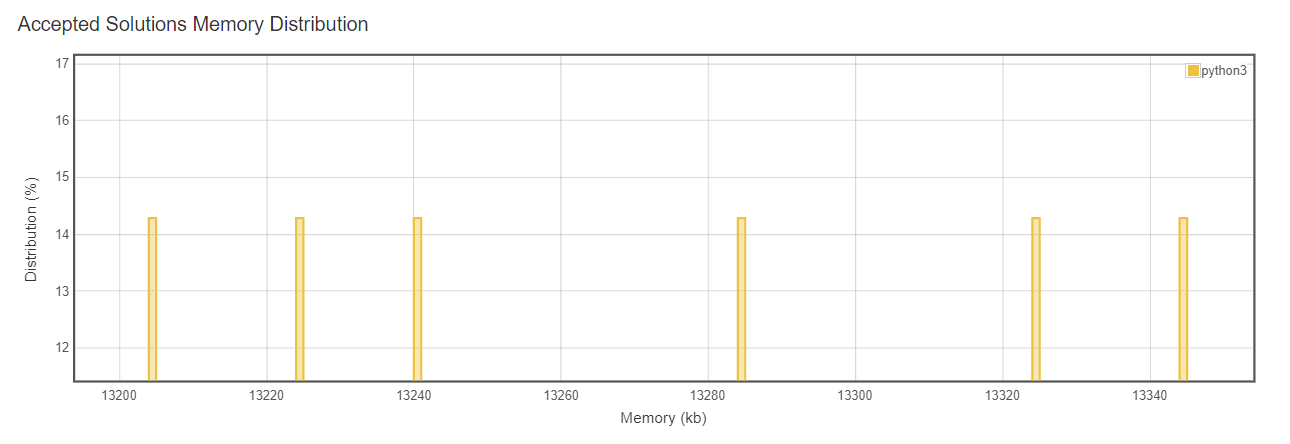 Accepted Solutions Memory Distribution
python3
17
16
15
14
13
12
Distribution (%)
13200 13220 13240 13260 13280 13300 13320 13340
Memory (kb)